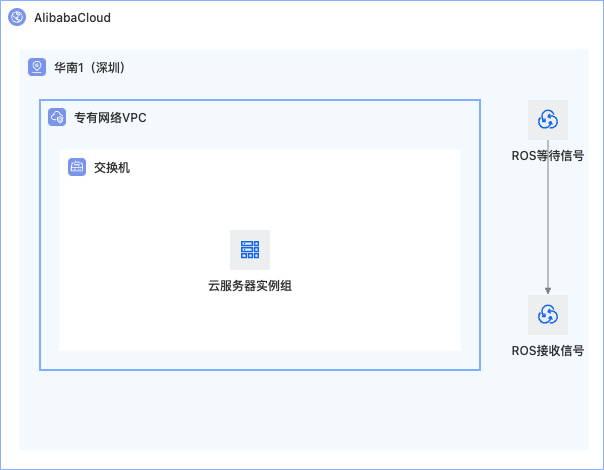 AlibabaCloud
华南1（深圳）
专有网络VPC
交换机
云服务器实例组
ROS等待信号
ROS接收信号